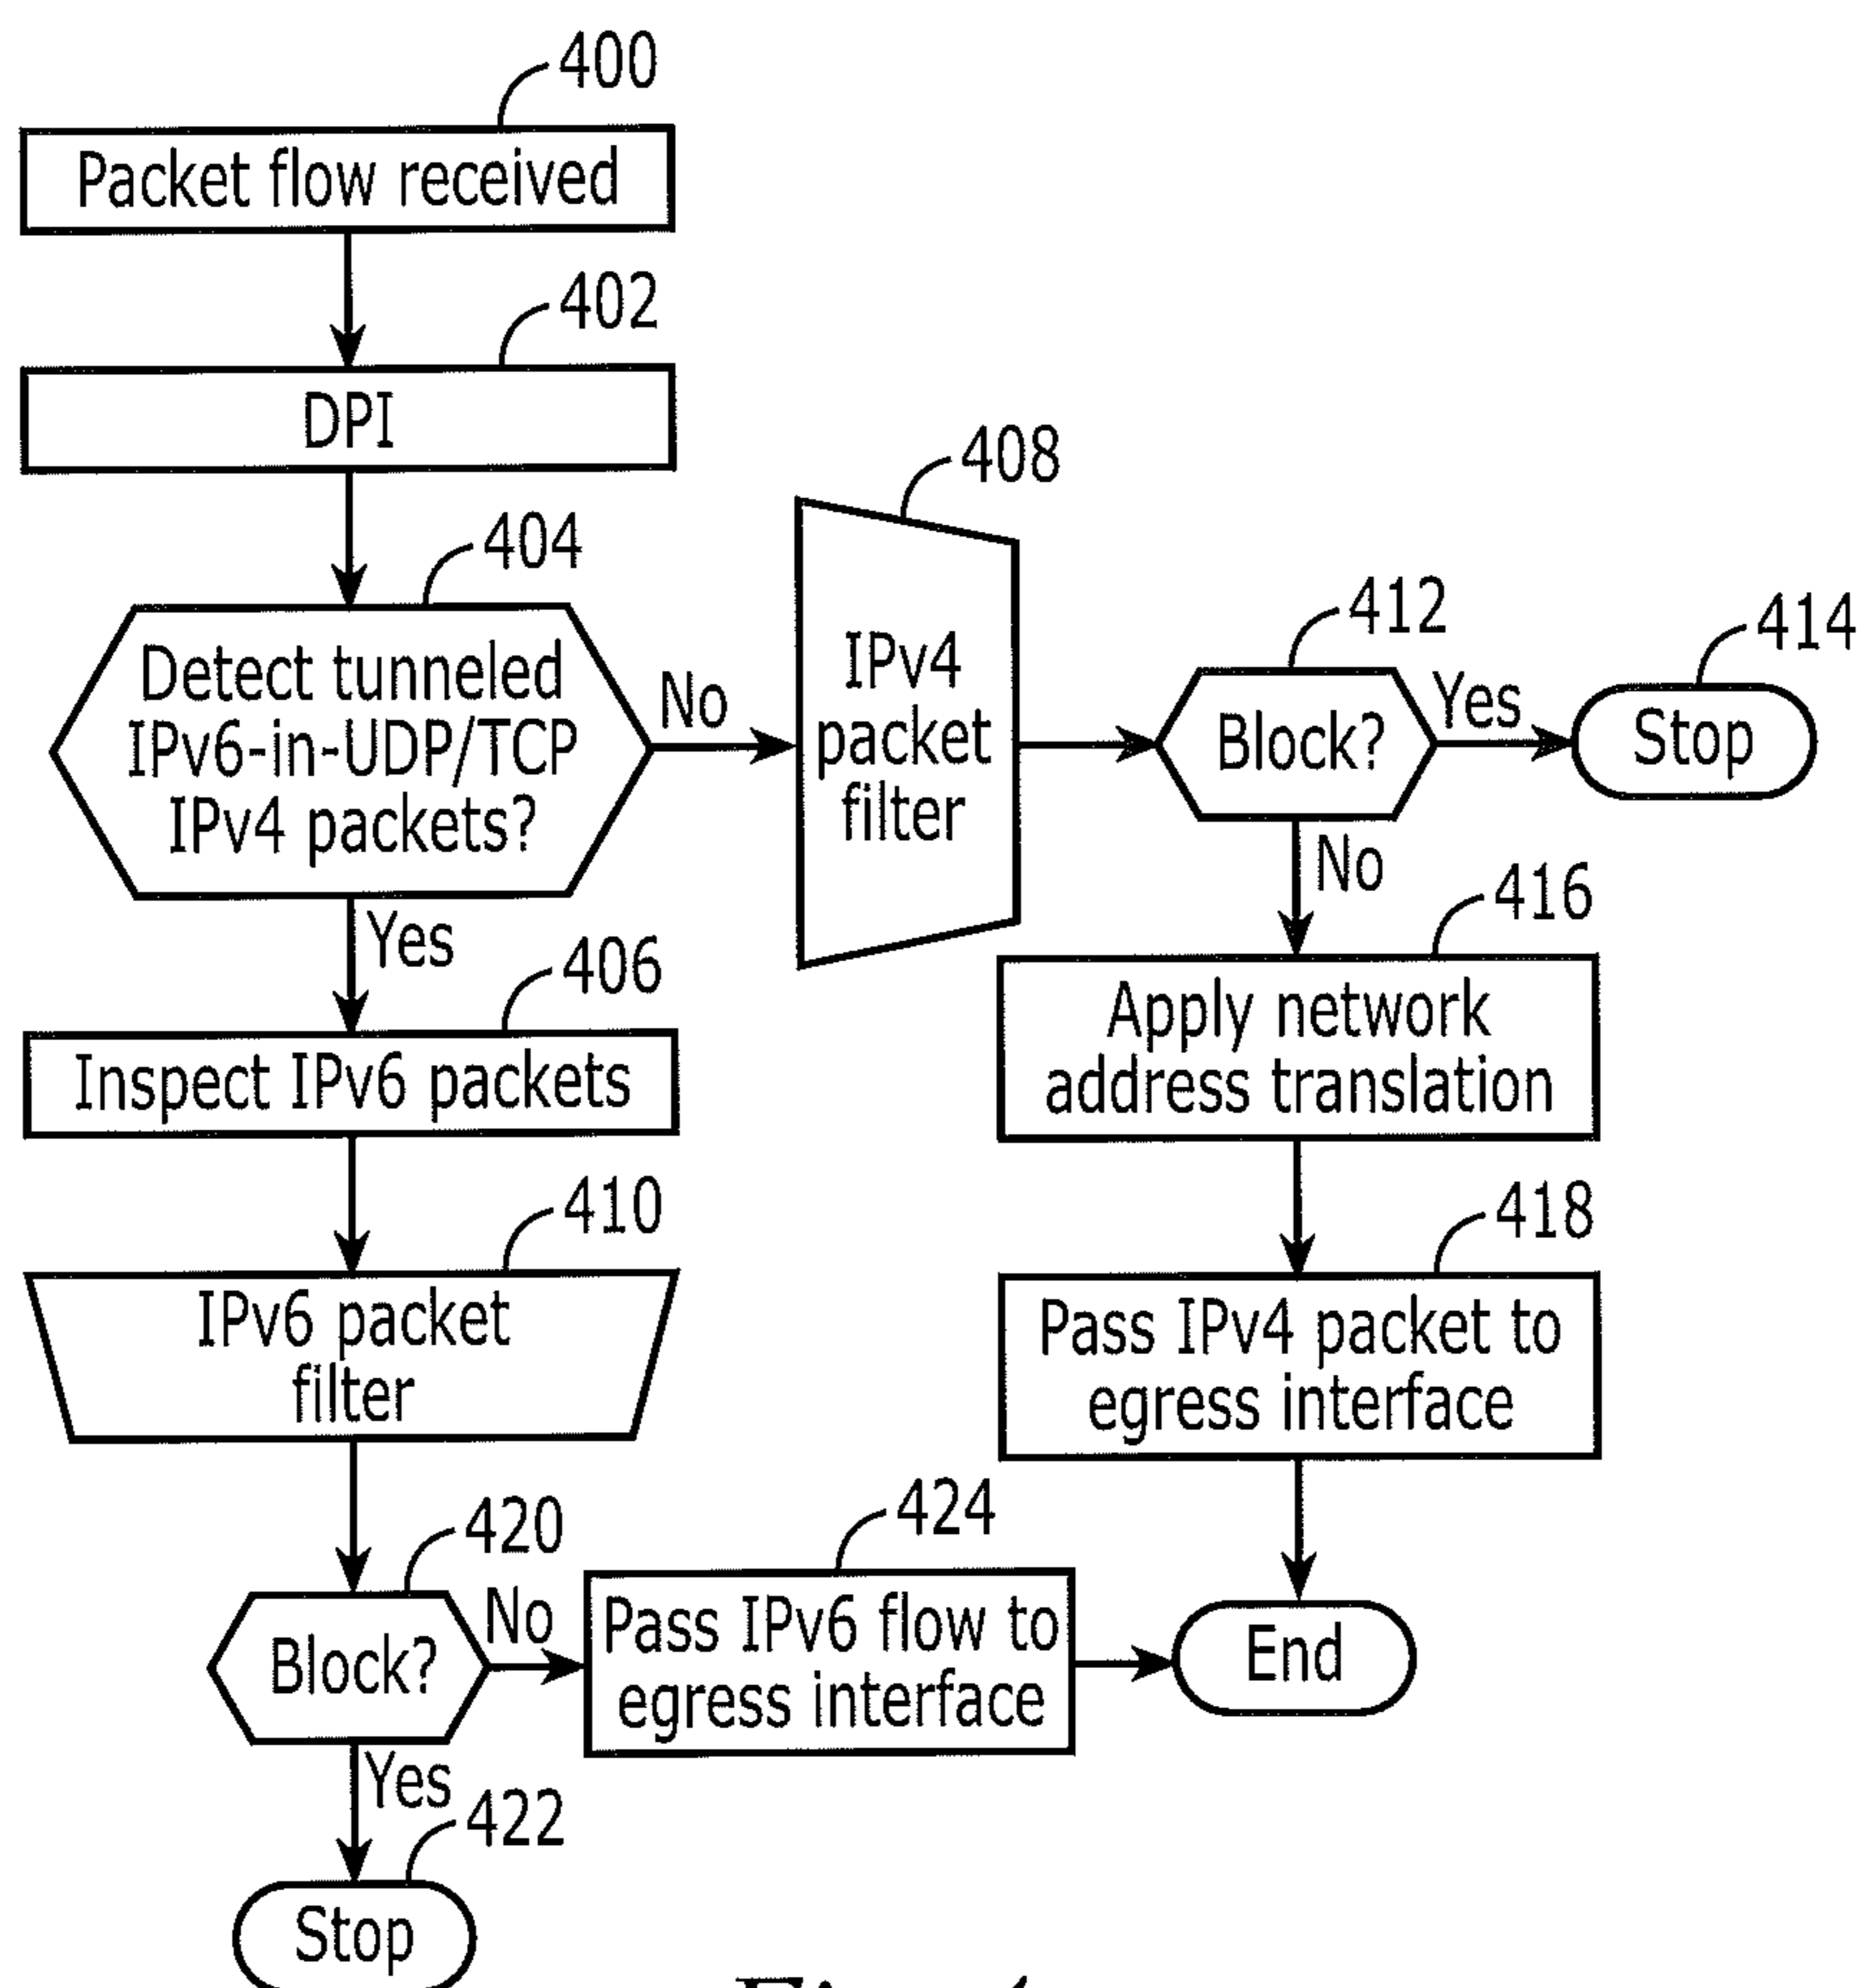 400
Packet flow received
402
DPI
404
Detect tunneled
IPv6-in-UDP/TCP
IPv4 packets?
No
408
IPv4
packet
filter
412
Block?
Yes
414
Stop
No
416
Apply network
address translation
418
Pass IPv4 packet to
egress interface
Yes
406
Inspect IPv6 packets
410
IPv6 packet
filter
420
Block?
No
424
Pass IPv6 flow to
egress interface
End
Yes
422
Stop